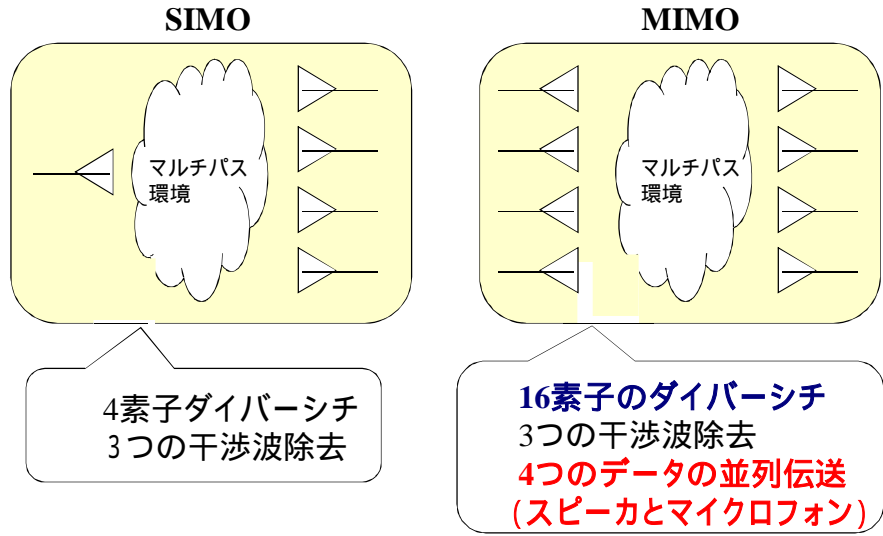 SIMO
MIMO
マルチパス
環境
マルチパス
環境
4素子ダイバーシチ
3つの干渉波除去
16素子のダイバーシチ
3つの干渉波除去
4つのデータの並列伝送
(スピーカとマイクロフォン)